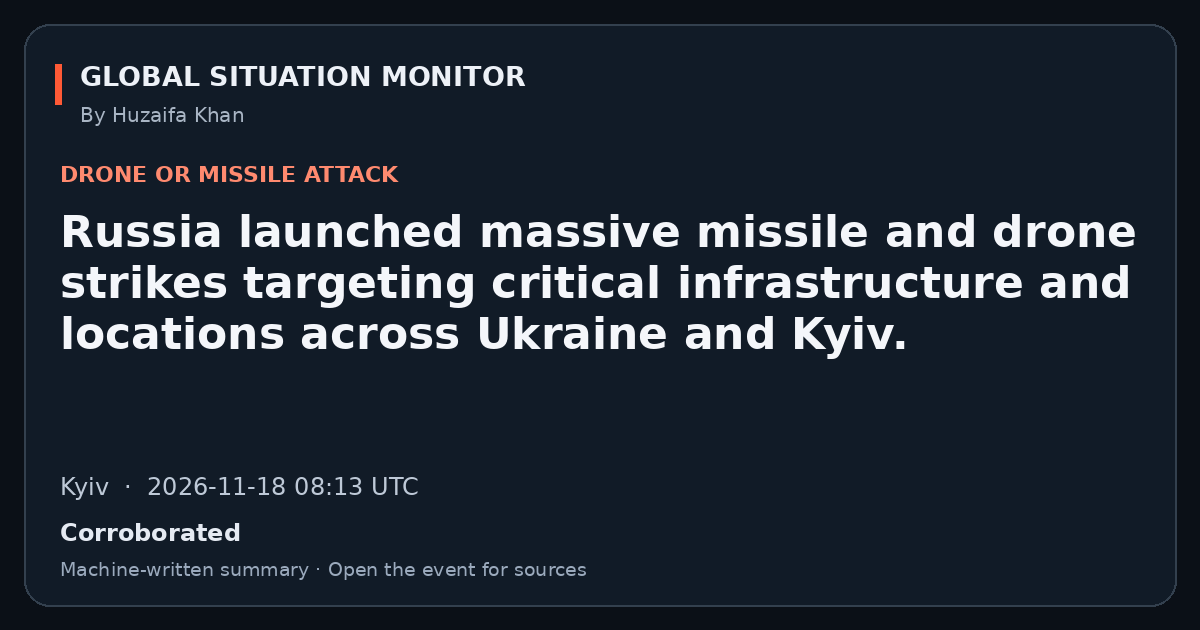 GLOBAL SITUATION MONITOR
By Huzaifa Khan
DRONE OR MISSILE ATTACK
Russia launched massive missile and drone
strikes targeting critical infrastructure and
locations across Ukraine and Kyiv.
Kyiv · 2026-11-18 08:13 UTC
Corroborated
Machine-written summary · Open the event for sources